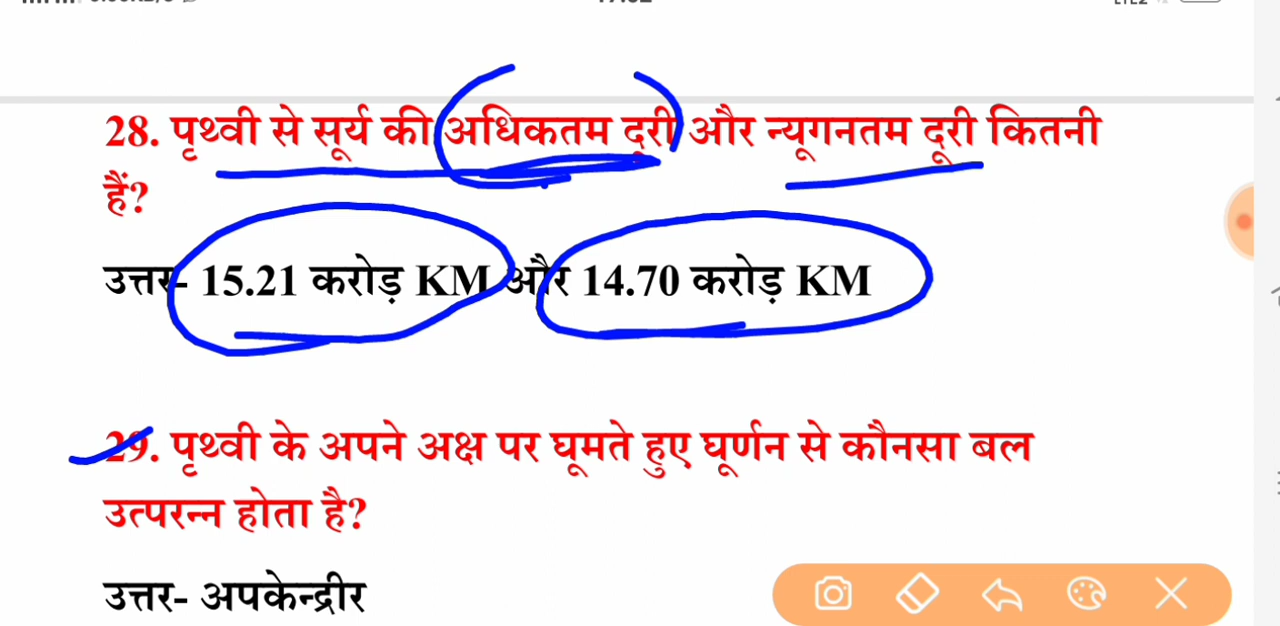 28. पृथ्वी से सूर्य की अधिकतम दूरी और न्यूगनतम दूरी कितनी
हैं?
उत्तर- 15.21 करोड़ KM और 14.70 करोड़ KM
29. पृथ्वी के अपने अक्ष पर घूमते हुए घूर्णन से कौनसा बल
उत्परन्न होता है?
उत्तर- अपकेन्द्रीर